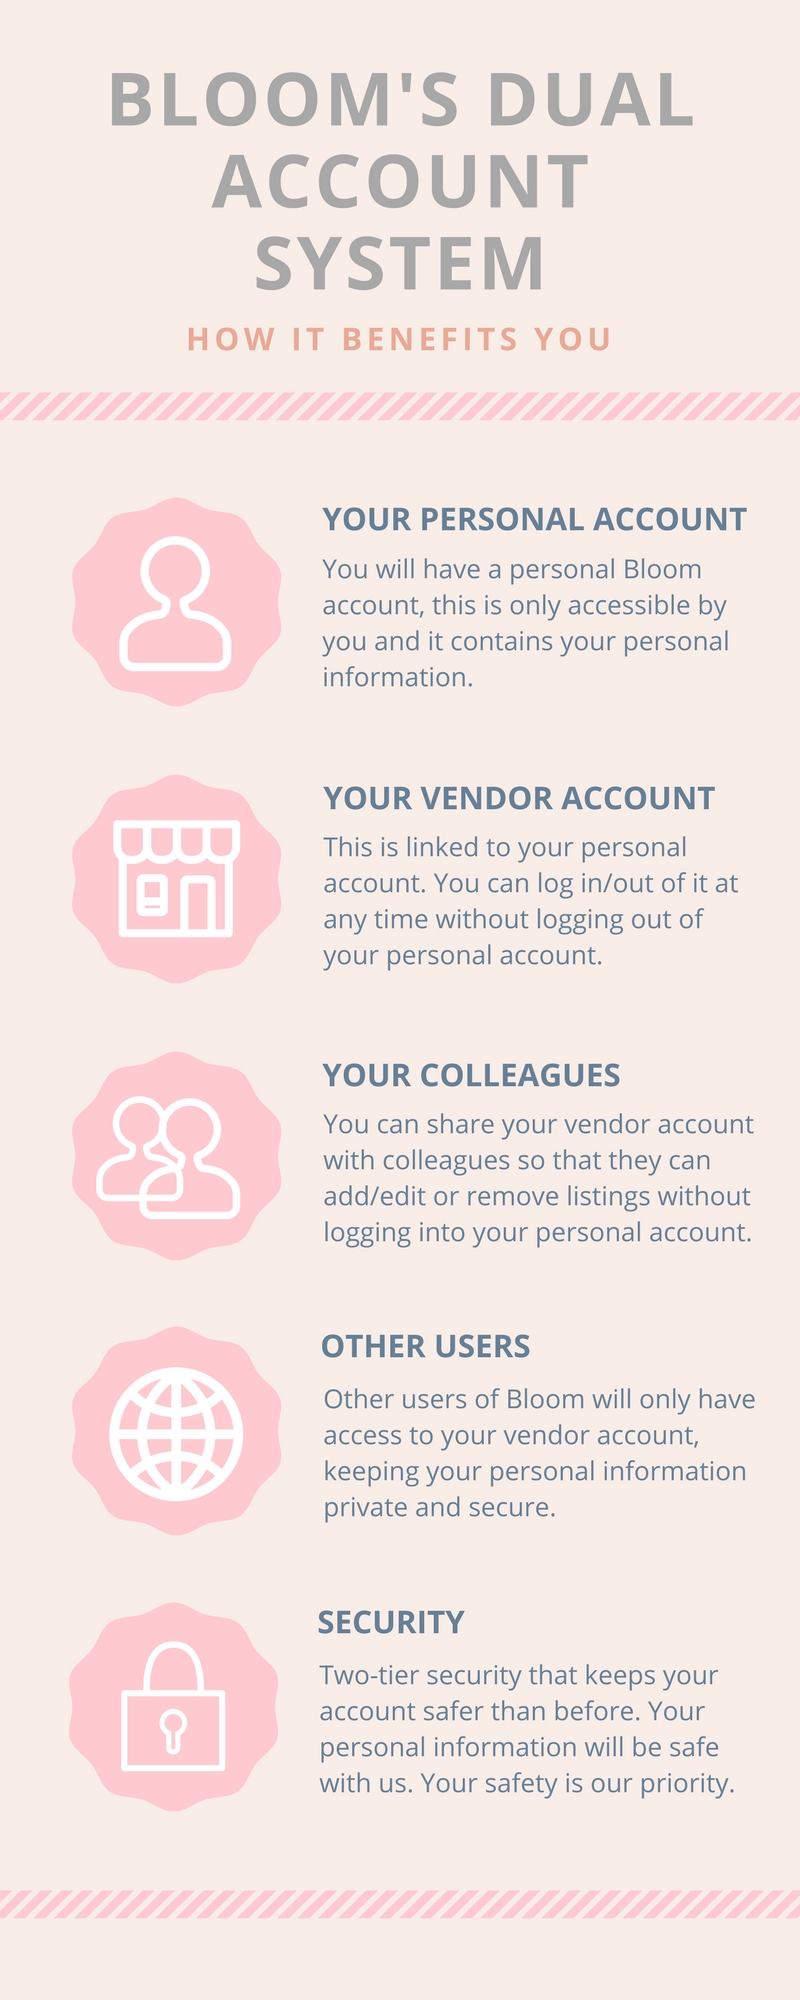 BLOOM'S DUAL
ACCOUNT
SYSTEM
HOW IT BENEFITS YOU
YOUR PERSONAL ACCOUNT
You will have a personal Bloom
account, this is only accessible by
you and it contains your personal
information.
YOUR VENDOR ACCOUNT
This is linked to your personal
account. You can log in/out of it at
any time without logging out of
your personal account.
YOUR COLLEAGUES
You can share your vendor account
with colleagues so that they can
add/edit or remove listings without
logging into your personal account.
OTHER USERS
Other users of Bloom will only have
access to your vendor account,
keeping your personal information
private and secure.
SECURITY
Two-tier security that keeps your
account safer than before. Your
personal information will be safe
with us. Your safety is our priority.